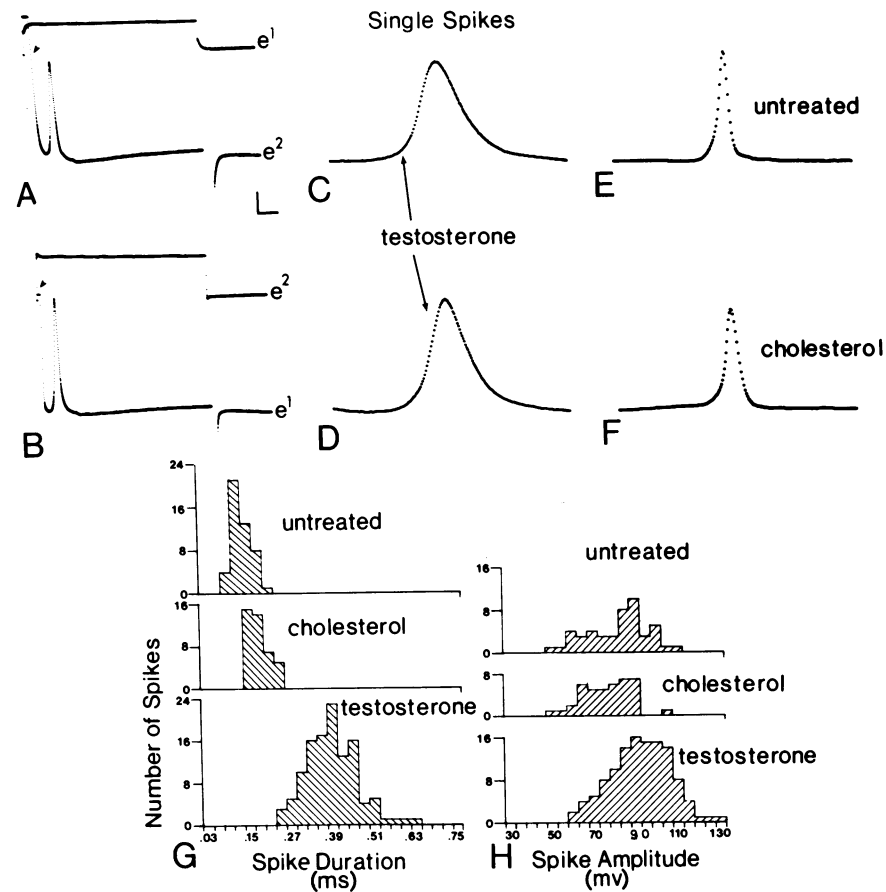 Single Spikes
e1
e2
A
C
E
untreated
testosterone
e2
e1
B
D
F
cholesterol
24
16
8
0
untreated
16
8
0
cholesterol
24
16
8
0
testosterone
Number of Spikes
.03 .15 .27 .39 .51 .63 .75
G
Spike Duration
(ms)
16
8
0
untreated
8
0
cholesterol
16
8
0
testosterone
30 50 70 9 0 110 130
H
Spike Amplitude
(mv)